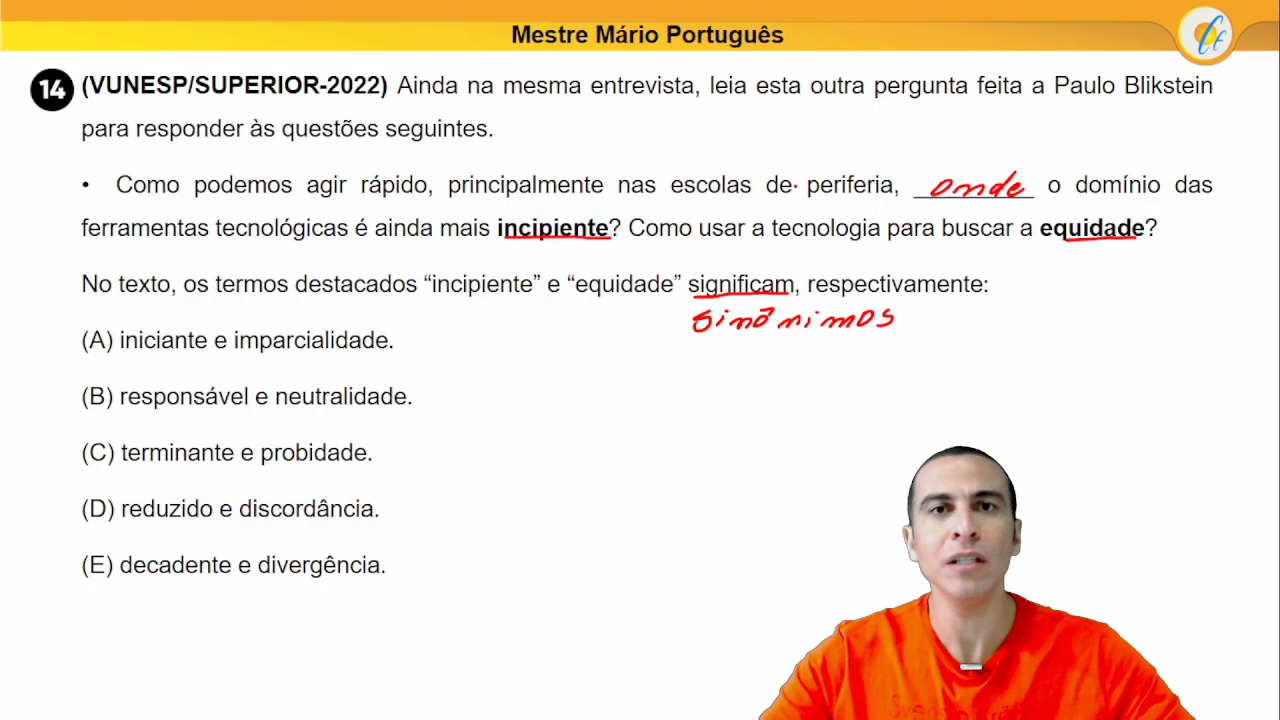 Mestre Mário Português
14 (VUNESP/SUPERIOR-2022) Ainda na mesma entrevista, leia esta outra pergunta feita a Paulo Blikstein
para responder às questões seguintes.
• Como podemos agir rápido, principalmente nas escolas de periferia, onde o domínio das
ferramentas tecnológicas é ainda mais incipiente? Como usar a tecnologia para buscar a equidade?
No texto, os termos destacados “incipiente” e “equidade” significam, respectivamente:
sinônimos
(A) iniciante e imparcialidade.
(B) responsável e neutralidade.
(C) terminante e probidade.
(D) reduzido e discordância.
(E) decadente e divergência.